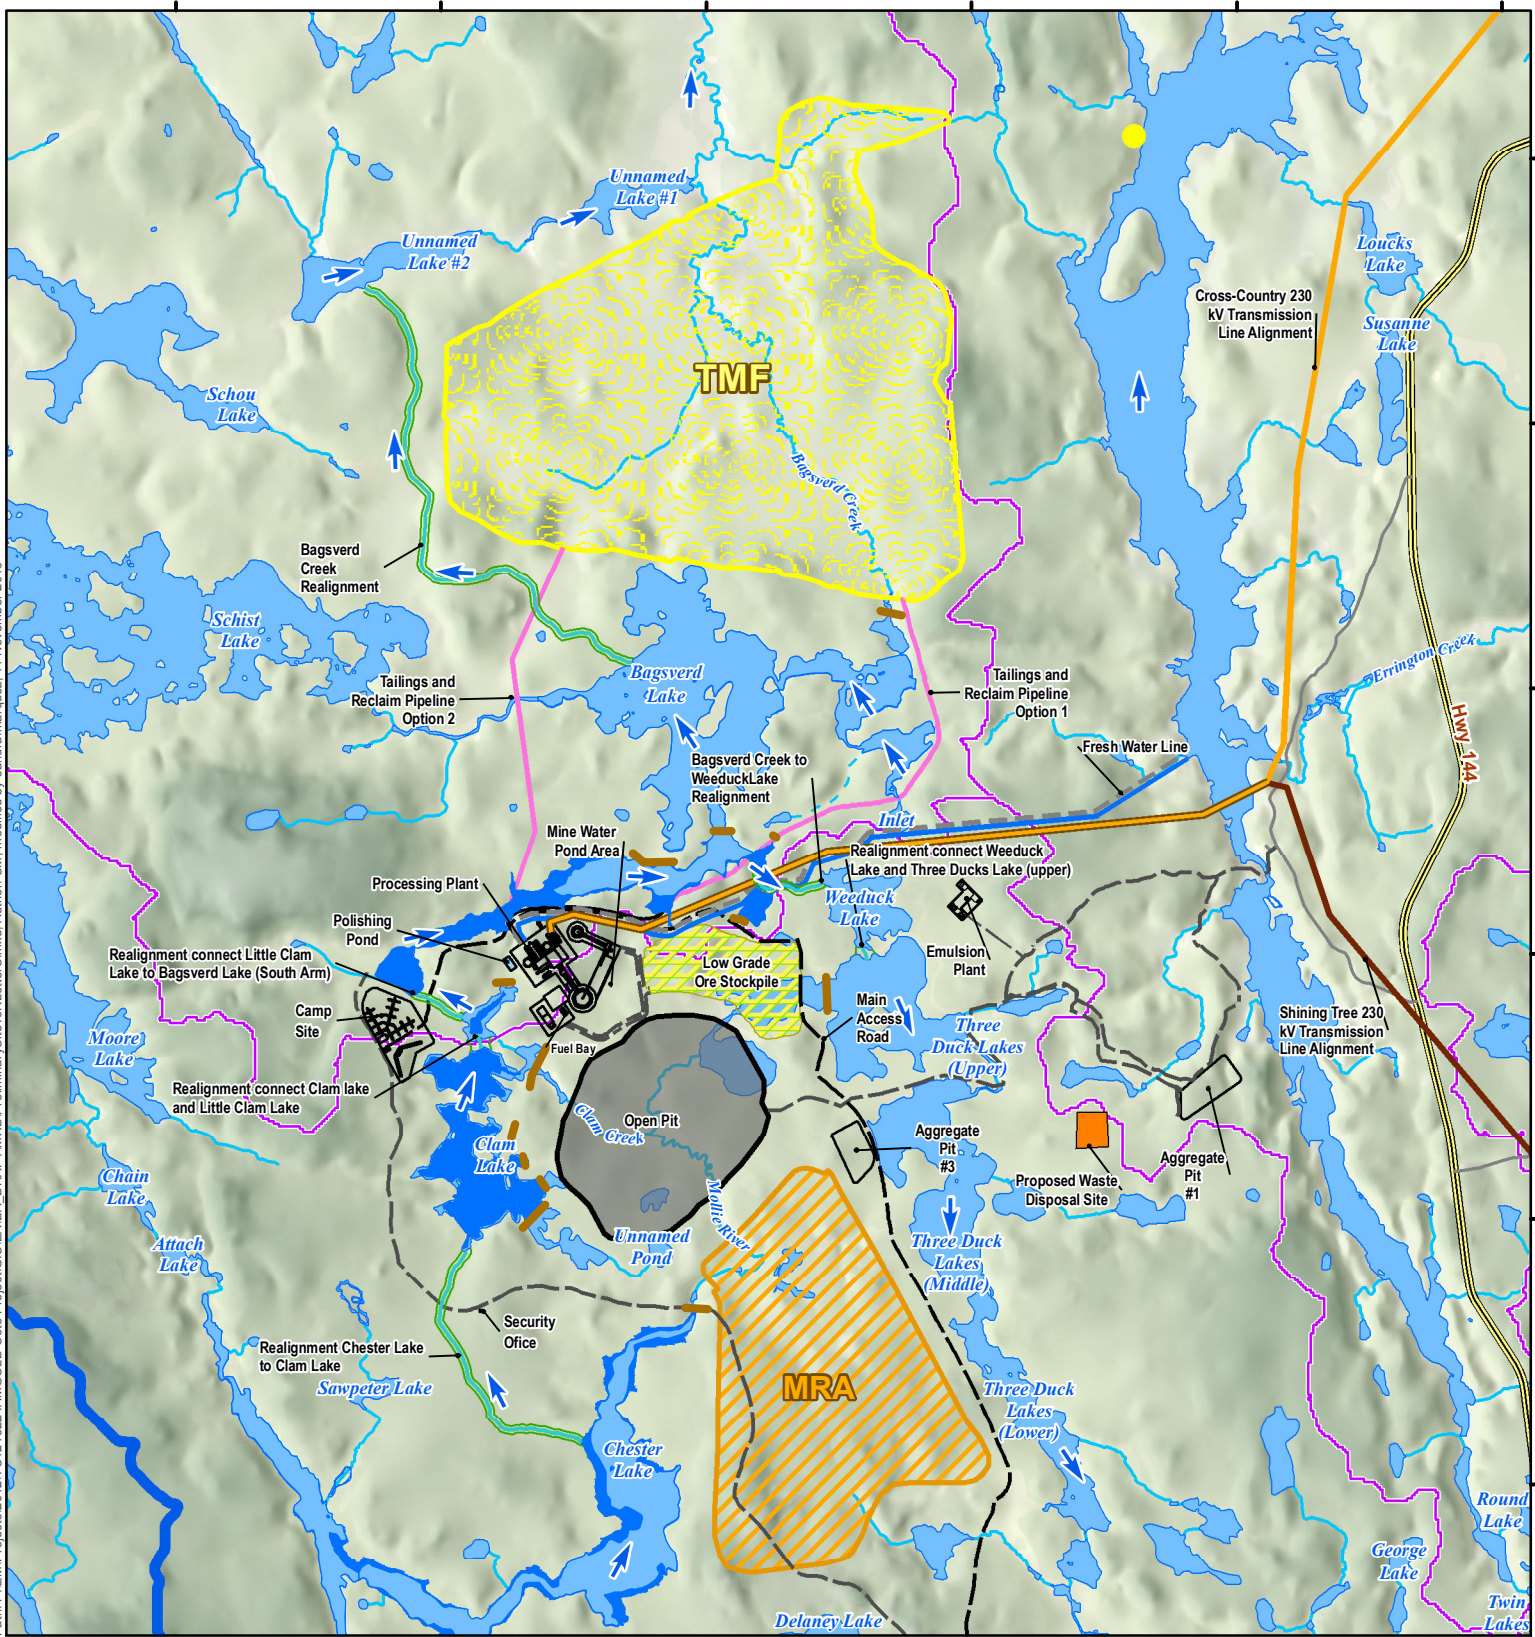 Unnamed
Lake #1
Unnamed
Lake #2
Loucks
Lake
Cross-Country 230
kV Transmission
Line Alignment
Susanne
Lake
TMF
Schou
Lake
Bagsverd Creek
Bagsverd
Creek
Realignment
Schist
Lake
Errington Creek
Bagsverd
Lake
Tailings and
Reclaim Pipeline
Option 2
Tailings and
Reclaim Pipeline
Option 1
Hwy 144
Fresh Water Line
Bagsverd Creek to
WeeduckLake
Realignment
Inlet
Mine Water
Pond Area
Realignment connect Weeduck
Lake and Three Ducks Lake (upper)
Processing Plant
Weeduck
Lake
Polishing
Pond
Realignment connect Little Clam
Lake to Bagsverd Lake (South Arm)
Low Grade
Ore Stockpile
Emulsion
Plant
Camp
Site
Main
Access
Road
Three
Duck Lakes
(Upper)
Shining Tree 230
kV Transmission
Line Alignment
Moore
Lake
Fuel Bay
Realignment connect Clam lake
and Little Clam Lake
Clam Creek
Open Pit
Clam
Lake
Aggregate
Pit
#3
Proposed Waste
Disposal Site
Aggregate
Pit
#1
Chain
Lake
Mollie River
Attach
Lake
Unnamed
Pond
Three Duck
Lakes
(Middle)
Security
Ofice
Realignment Chester Lake
to Clam Lake
Sawpeter Lake
MRA
Three Duck
Lakes
(Lower)
Chester
Lake
Round
Lake
George
Lake
Twin
Lakes
Delaney Lake